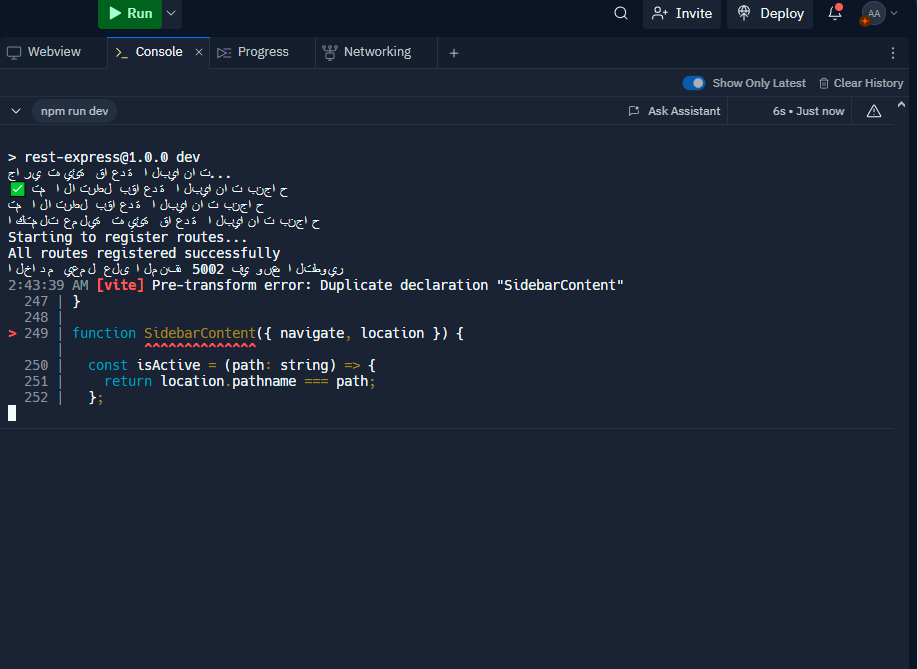 Run
Invite
Deploy
AA
Webview
Console
Progress
Networking
Show Only Latest
Clear History
npm run dev
Ask Assistant
6s • Just now
> rest-express@1.0.0 dev
جاري تهيئة قاعدة البيانات...
✅ تم الاتصال بقاعدة البيانات بنجاح
تم الاتصال بقاعدة البيانات بنجاح
اكتملت عملية تهيئة قاعدة البيانات بنجاح
Starting to register routes...
All routes registered successfully
الخادم يعمل على المنفذ 5002 في وضع التطوير
2:43:39 AM [vite] Pre-transform error: Duplicate declaration "SidebarContent"
247 | }
248 |
> 249 | function SidebarContent({ navigate, location }) {
|
250 | const isActive = (path: string) => {
251 | return location.pathname === path;
252 | };